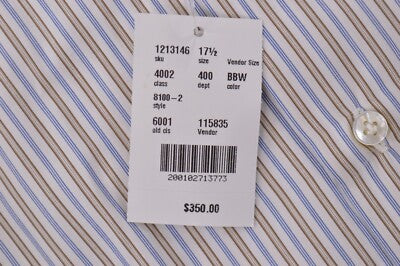 1213146 17½
sku size Vendor Size
4002 400 BBW
class dept color
8100-2
style
6001 115835
old cls Vendor
200102713773
$350.00